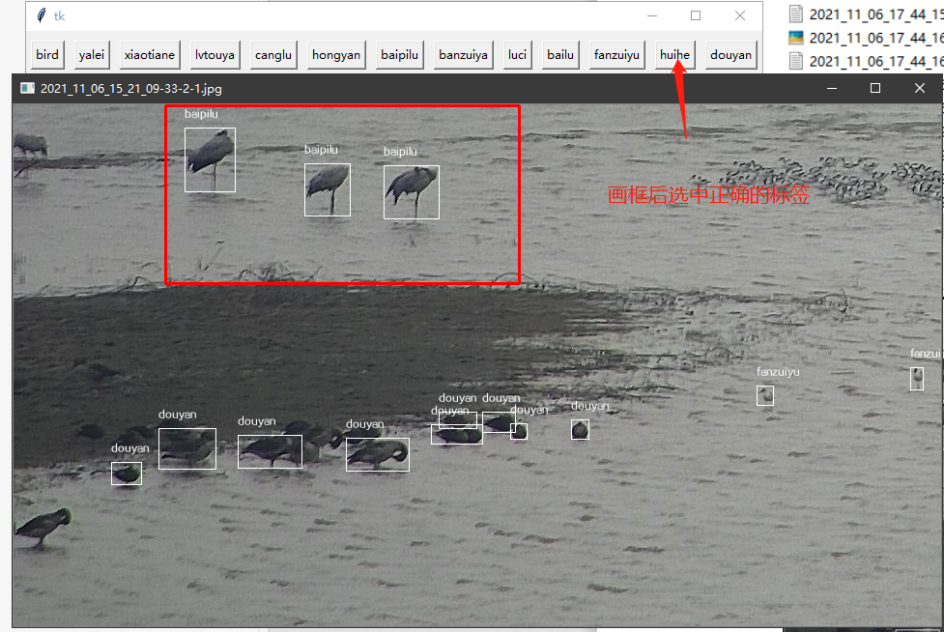 tk
2021_11_06_17_44_15
bird yalei xiaotiane lvtouya canglu hongyan baipilu banzuiya luci bailu fanzuiyu huihe douyan
2021_11_06_17_44_16
2021_11_06_17_44_16
2021_11_06_15_21_09-33-2-1.jpg
baipilu
baipilu
baipilu
画框后选中正确的标签
fanzui
fanzuiyu
douyan
douyan
douyan
douyan
douyan
douyan
douyan
douyan
douyan
douyan